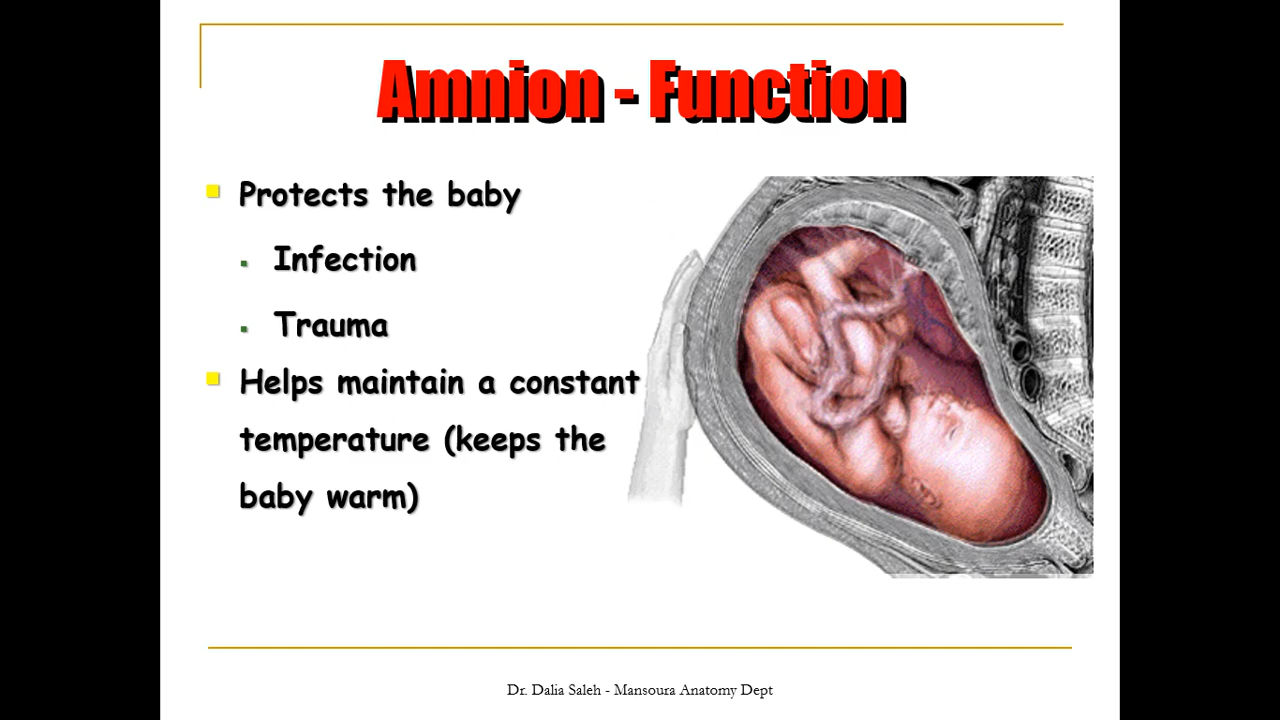 Amnion - Function
Protects the baby
Infection
Trauma
Helps maintain a constant
temperature (keeps the
baby warm)
Dr. Dalia Saleh - Mansoura Anatomy Dept